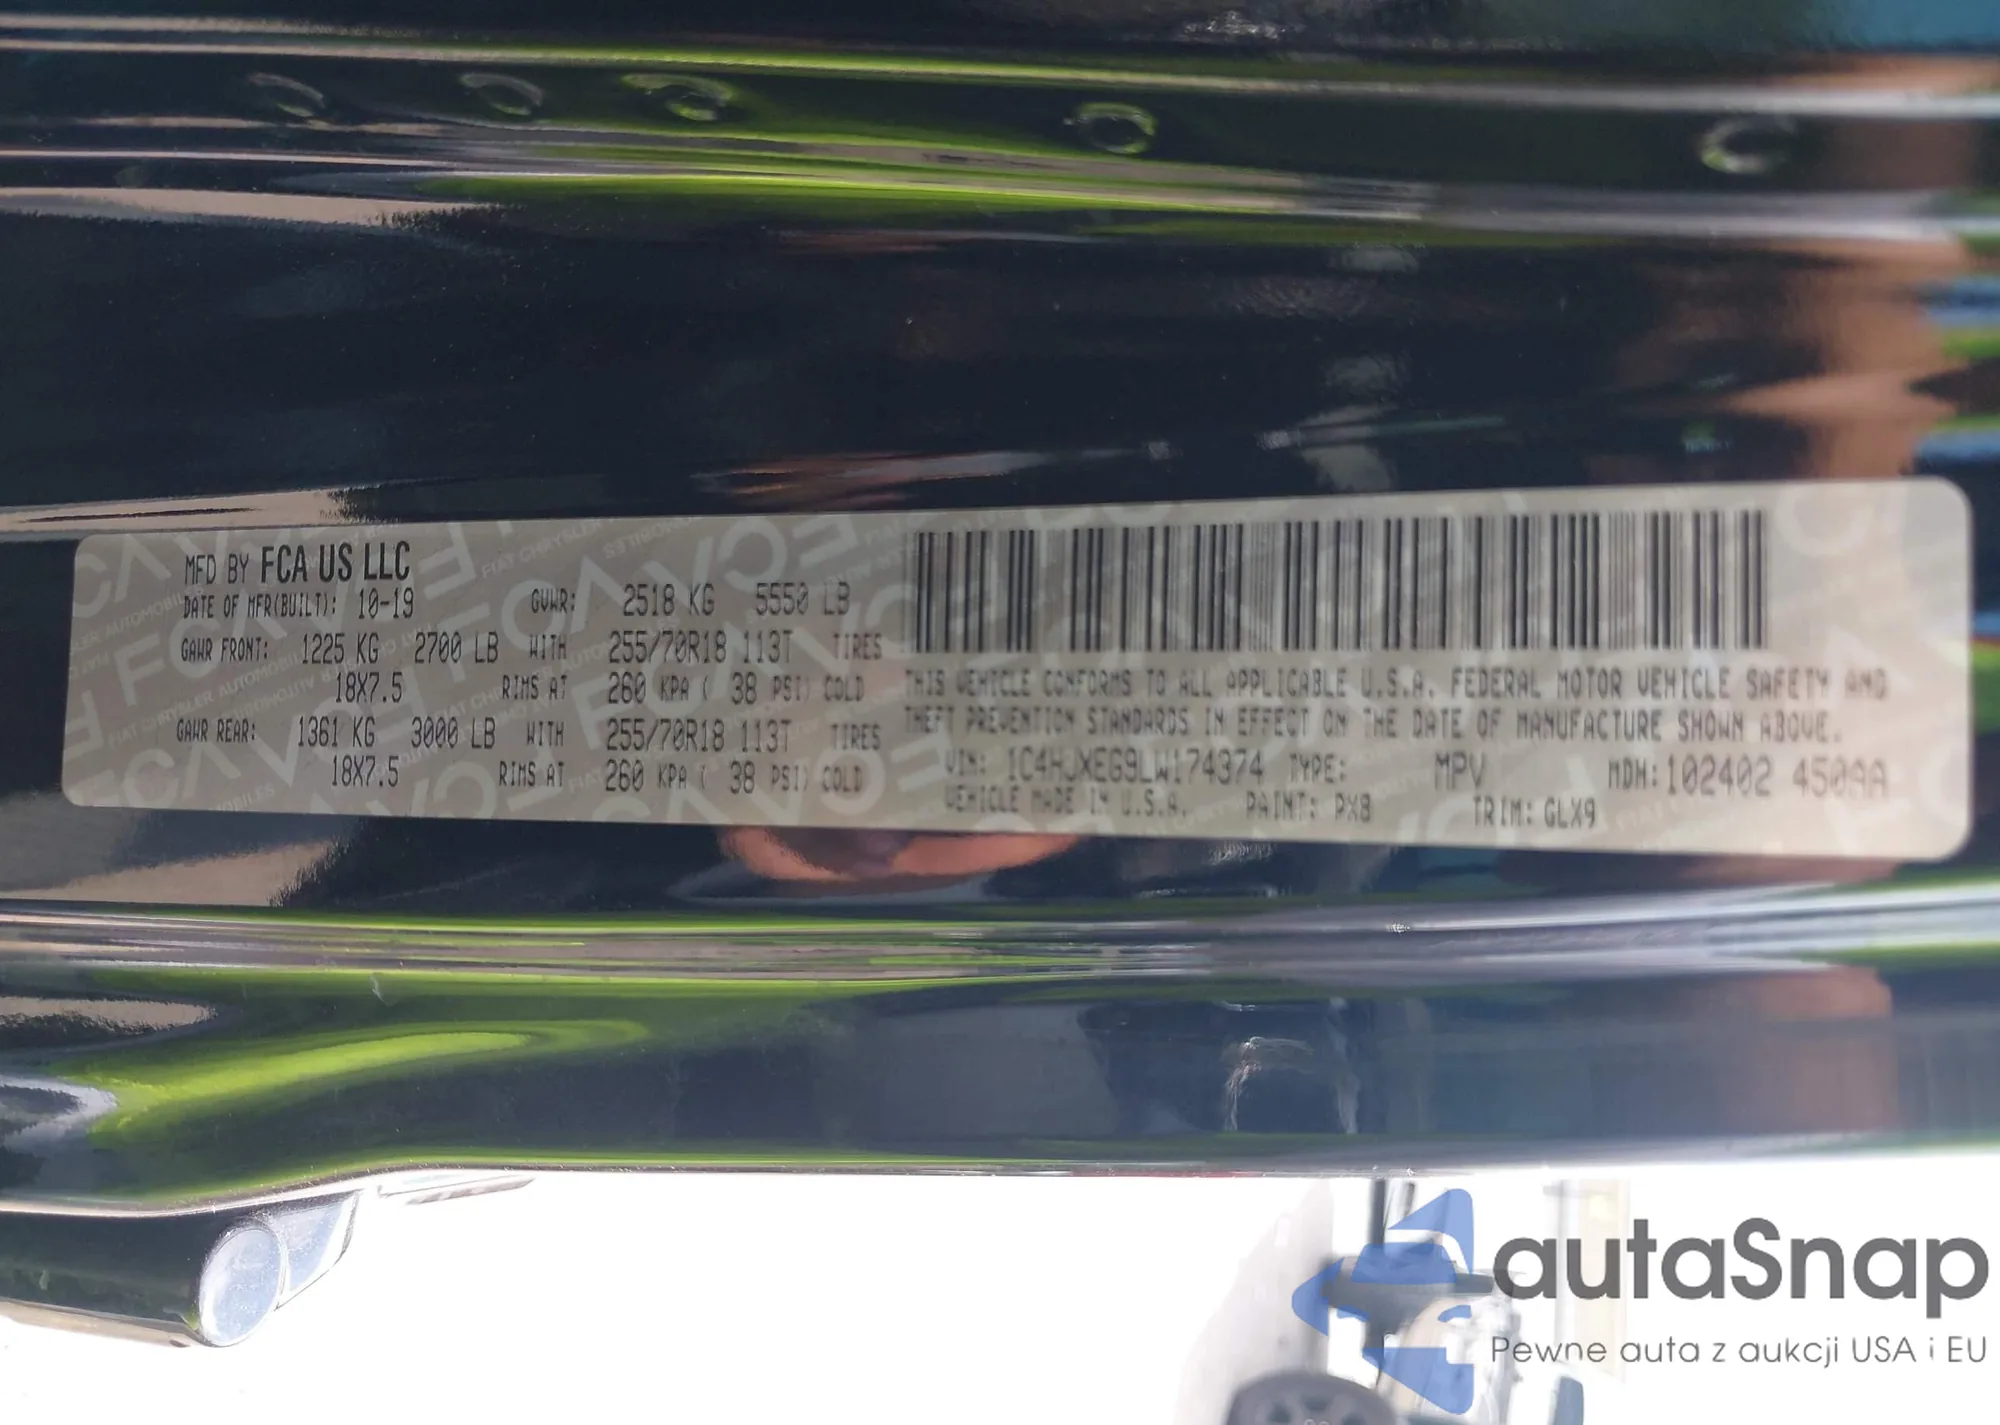 MFD BY FCA US LLC
DATE OF MFR(BUILT): 10-19 GVWR: 2518 KG 5550 LB
GAWR FRONT: 1225 KG 2700 LB WITH 255/70R18 113T TIRES
18X7.5 RIMS AT 260 KPA ( 38 PSI) COLD
GAWR REAR: 1361 KG 3000 LB WITH 255/70R18 113T TIRES
18X7.5 RIMS AT 260 KPA ( 38 PSI) COLD
THIS VEHICLE CONFORMS TO ALL APPLICABLE U.S.A. FEDERAL MOTOR VEHICLE SAFETY AND
THEFT PREVENTION STANDARDS IN EFFECT ON THE DATE OF MANUFACTURE SHOWN ABOVE.
VIN: 1C4HJXEG9LW174374 TYPE: MPV MDH: 102402 450AA
VEHICLE MADE IN U.S.A. PAINT: PX8 TRIM: GLX9
autaSnap
Pewne auta z aukcji USA i EU